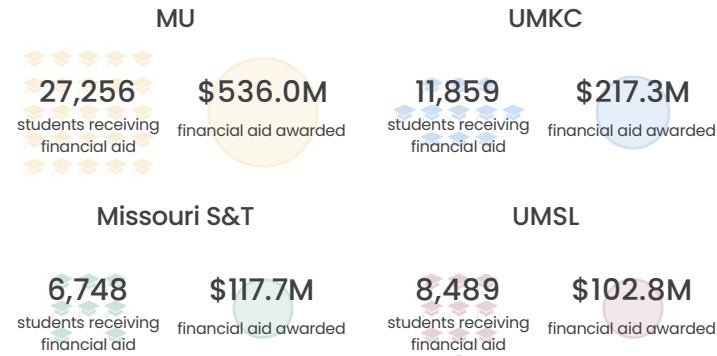 MU
27,256
students receiving
financial aid
$536.0M
financial aid awarded
UMKC
11,859
students receiving
financial aid
$217.3M
financial aid awarded
Missouri S&T
6,748
students receiving
financial aid
$117.7M
financial aid awarded
UMSL
8,489
students receiving
financial aid
$102.8M
financial aid awarded